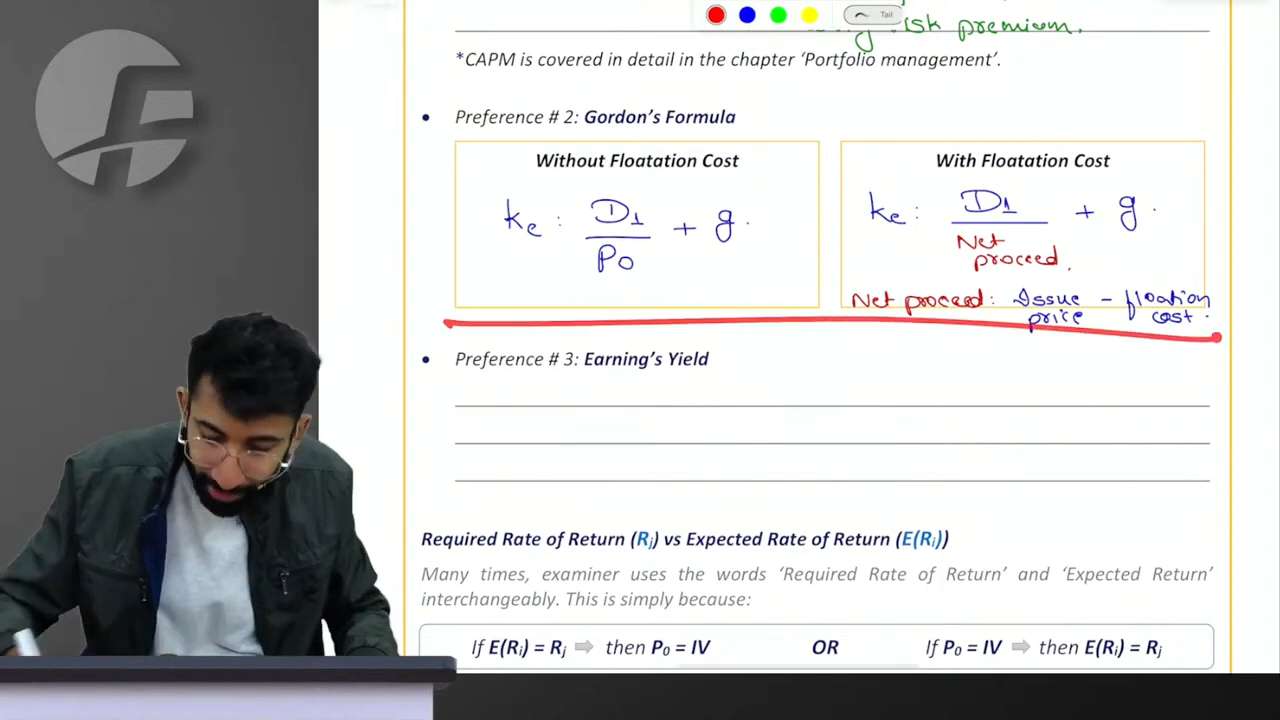 Tail
risk premium.
*CAPM is covered in detail in the chapter ‘Portfolio management’.
• Preference # 2: Gordon’s Formula
Without Floatation Cost
ke : D1 / P0 + g.
With Floatation Cost
ke : D1 / Net proceed. + g.
Net proceed : Issue price – floation cost.
• Preference # 3: Earning’s Yield
Required Rate of Return (Rj) vs Expected Rate of Return (E(Ri))
Many times, examiner uses the words ‘Required Rate of Return’ and ‘Expected Return’
interchangeably. This is simply because:
If E(Ri) = Rj ⇒ then P0 = IV OR If P0 = IV ⇒ then E(Ri) = Rj